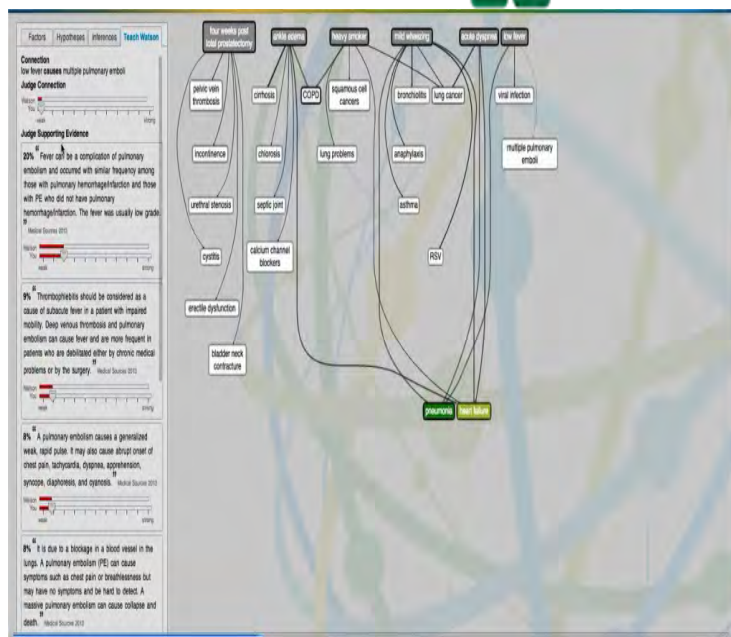 Factors Hypotheses Inferences Teach Watson
Connection
low fever causes multiple pulmonary emboli
Judge Connection
Watson
You
weak strong
Judge Supporting Evidence
20% " Fever can be a complication of pulmonary
embolism and occurred with similar frequency among
those with pulmonary hemorrhage/infarction and those
with PE who did not have pulmonary
hemorrhage/infarction. The fever was usually low grade.
" Medical Sources 2013
Watson
You
weak strong
9% " Thrombophlebitis should be considered as a
cause of subacute fever in a patient with impaired
mobility. Deep venous thrombosis and pulmonary
embolism can cause fever and are more frequent in
patients who are debilitated either by chronic medical
problems or by the surgery. " Medical Sources 2013
Watson
You
weak strong
8% " A pulmonary embolism causes a generalized
weak, rapid pulse. It may also cause abrupt onset of
chest pain, tachycardia, dyspnea, apprehension,
syncope, diaphoresis, and cyanosis. " Medical Sources 2013
Watson
You
weak strong
8% " It is due to a blockage in a blood vessel in the
lungs. A pulmonary embolism (PE) can cause
symptoms such as chest pain or breathlessness but
may have no symptoms and be hard to detect. A
massive pulmonary embolism can cause collapse and
death. " Medical Sources 2013
four weeks post
total prostatectomy
ankle edema
heavy smoker
mild wheezing
acute dyspnea
low fever
pelvic vein
thrombosis
cirrhosis
COPD
squamous cell
cancers
bronchiolitis
lung cancer
viral infection
incontinence
chlorosis
lung problems
anaphylaxis
multiple pulmonary
emboli
urethral stenosis
septic joint
asthma
cystitis
calcium channel
blockers
RSV
erectile dysfunction
bladder neck
contracture
pneumonia
heart failure